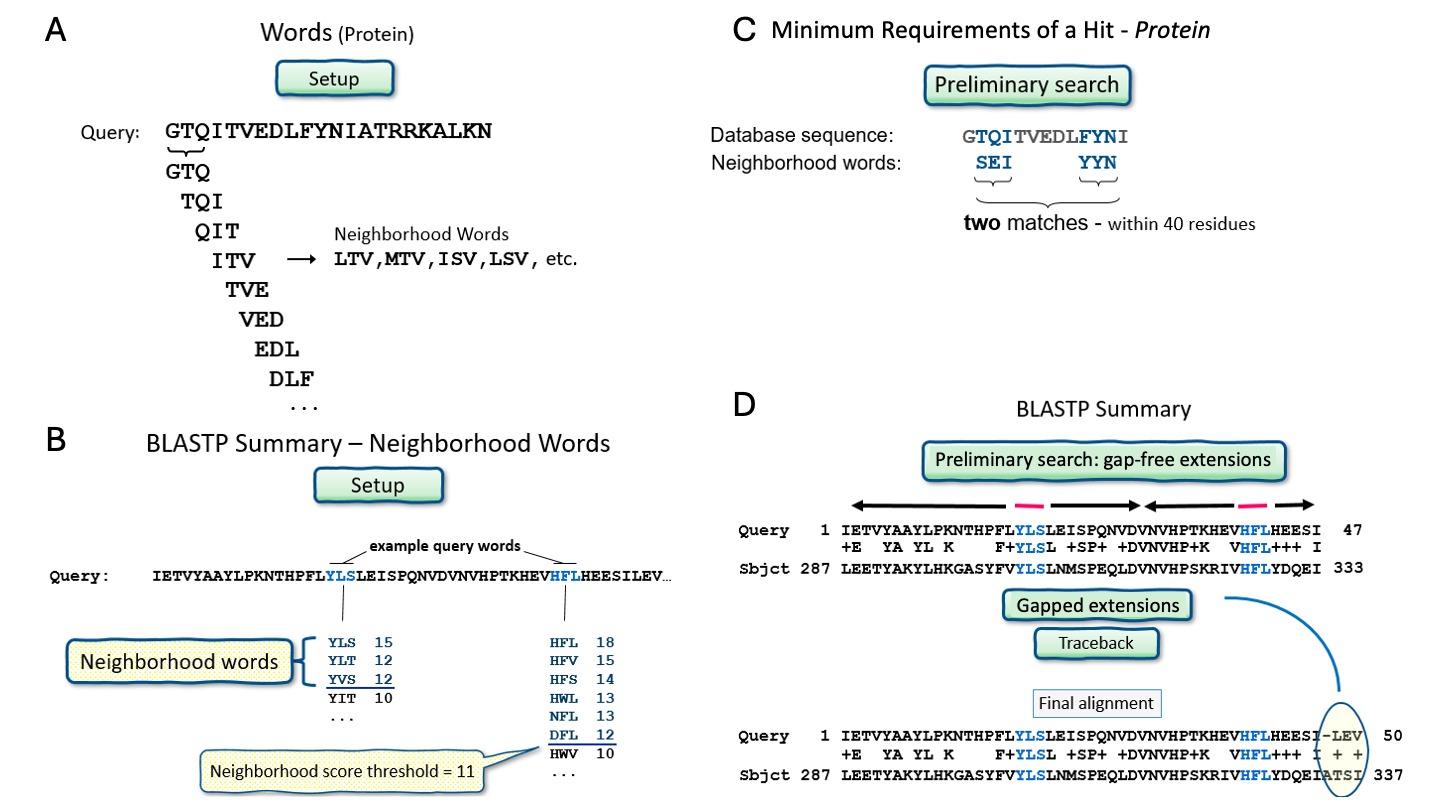 A
Words (Protein)
Setup
Query: GTQITVEDLFYNIATRRKALKN
GTQ
TQI
QIT
ITV
TVE
VED
EDL
DLF
...
Neighborhood Words
LTV,MTV,ISV,LSV, etc.
B
BLASTP Summary – Neighborhood Words
Setup
example query words
Query: IETVYAAYLPKNTHPFLYLSLEISPQNVDVNVHPTKHEVHFLHEESILEV…
Neighborhood words
YLS 15
YLT 12
YVS 12
YIT 10
...
HFL 18
HFV 15
HFS 14
HWL 13
NFL 13
DFL 12
HWV 10
...
Neighborhood score threshold = 11
C
Minimum Requirements of a Hit - Protein
Preliminary search
Database sequence: GTQITVEDLFYNI
Neighborhood words: SEI YYN
two matches - within 40 residues
D
BLASTP Summary
Preliminary search: gap-free extensions
Query 1 IETVYAAYLPKNTHPFLYLSLEISPQNVDVNVHPTKHEVHFLHEESI 47
+E YA YL K F+YLSL +SP+ +DVNVHP+K VHFL+++ I
Sbjct 287 LEETYAKYLHKGASYFVYLSLNMSPEQLDVNVHPSKRIVHFLYDQEI 333
Gapped extensions
Traceback
Final alignment
Query 1 IETVYAAYLPKNTHPFLYLSLEISPQNVDVNVHPTKHEVHFLHEESI-LEV 50
+E YA YL K F+YLSL +SP+ +DVNVHP+K VHFL+++ I + +
Sbjct 287 LEETYAKYLHKGASYFVYLSLNMSPEQLDVNVHPSKRIVHFLYDQEIATSI 337